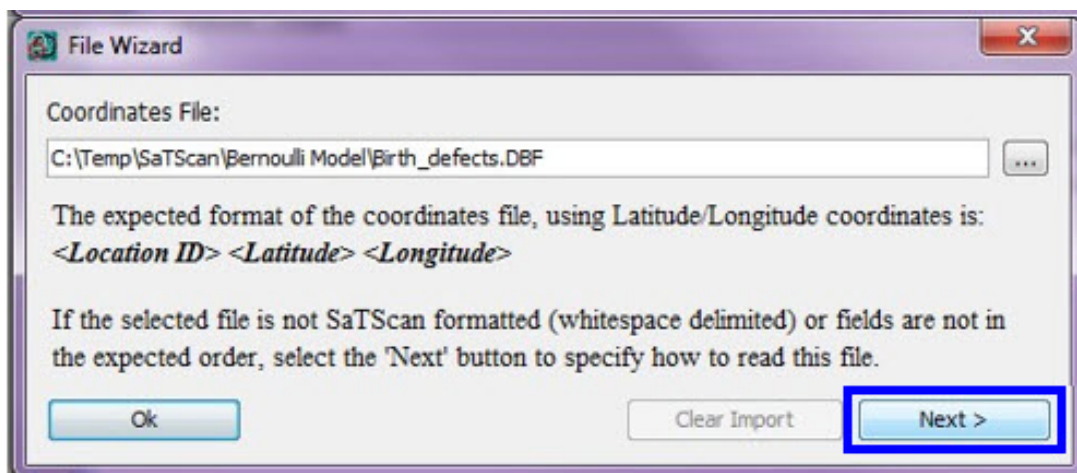 File Wizard
Coordinates File:
C:\Temp\SaTScan\Bernoulli Model\Birth_defects.DBF
...
The expected format of the coordinates file, using Latitude/Longitude coordinates is:
<Location ID> <Latitude> <Longitude>
If the selected file is not SaTScan formatted (whitespace delimited) or fields are not in
the expected order, select the 'Next' button to specify how to read this file.
Ok Clear Import Next >